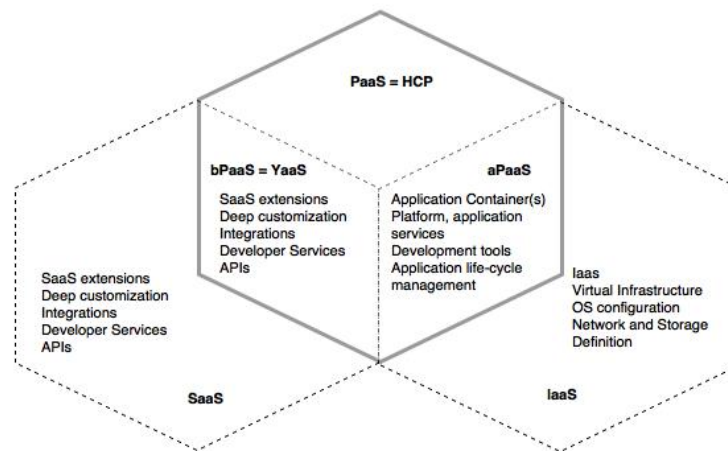 PaaS = HCP
bPaaS = YaaS
SaaS extensions
Deep customization
Integrations
Developer Services
APIs
aPaaS
Application Container(s)
Platform, application
services
Development tools
Application life-cycle
management
SaaS extensions
Deep customization
Integrations
Developer Services
APIs
SaaS
Iaas
Virtual Infrastructure
OS configuration
Network and Storage
Definition
IaaS